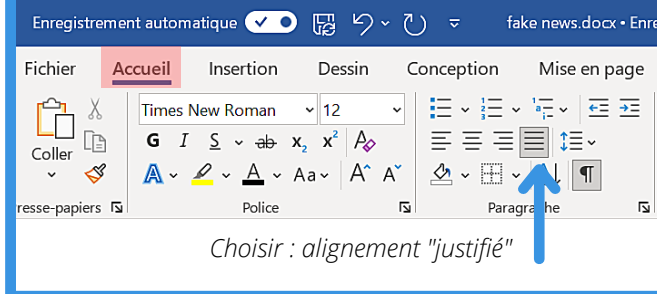 Enregistrement automatique
fake news.docx • Enre
Fichier Accueil Insertion Dessin Conception Mise en page
Times New Roman 12
Coller
G I S ab x₂ x² A
A A Aa A A
resse-papiers Police Paragraphe
Choisir : alignement "justifié"